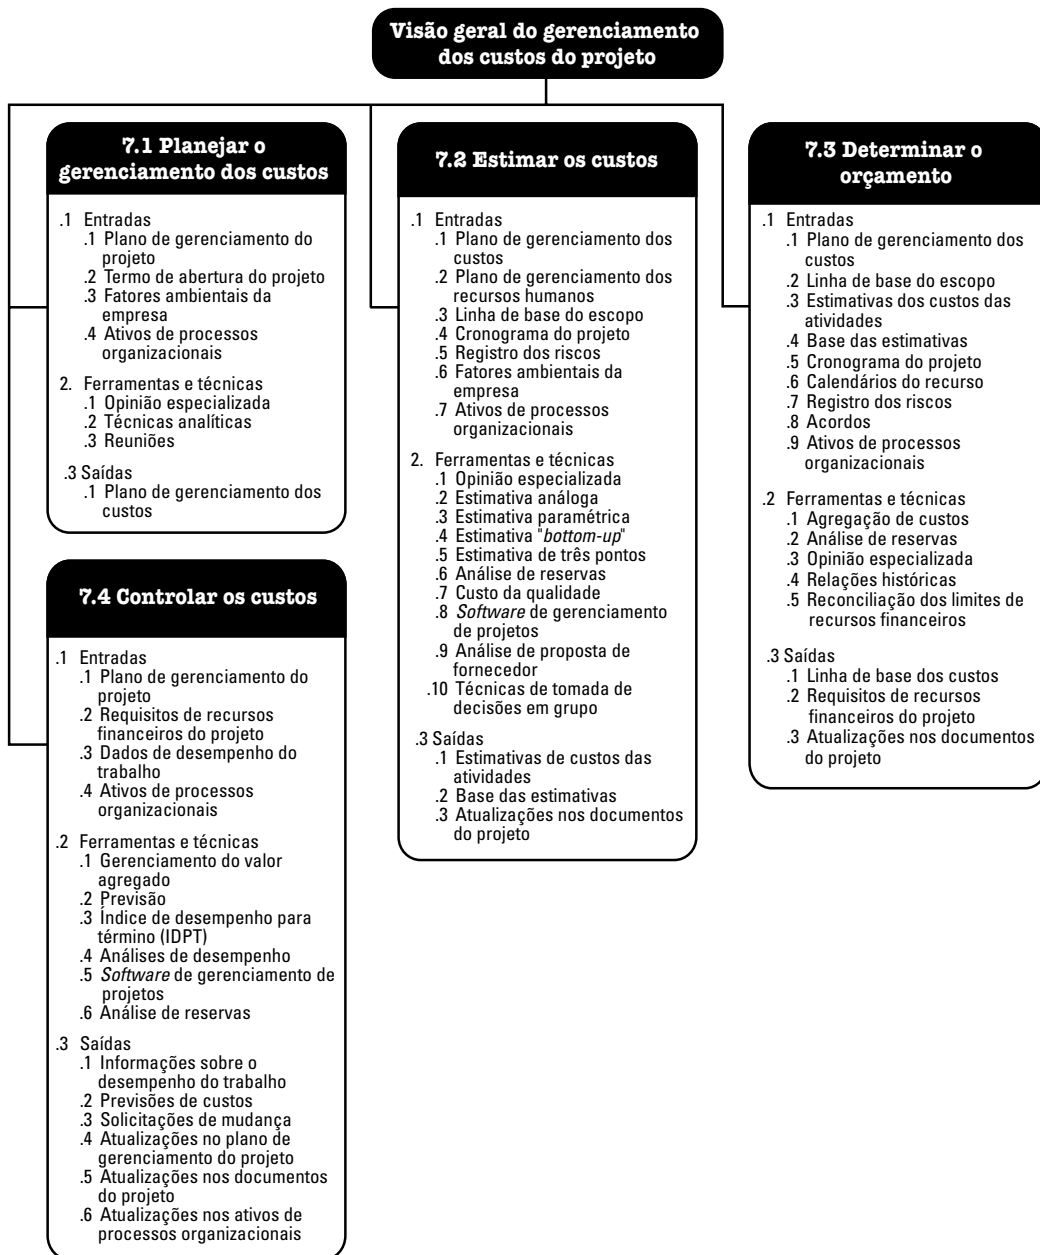 Visão geral do gerenciamento
dos custos do projeto
7.1 Planejar o
gerenciamento dos custos
.1 Entradas
.1 Plano de gerenciamento do
projeto
.2 Termo de abertura do projeto
.3 Fatores ambientais da
empresa
.4 Ativos de processos
organizacionais
2. Ferramentas e técnicas
.1 Opinião especializada
.2 Técnicas analíticas
.3 Reuniões
.3 Saídas
.1 Plano de gerenciamento dos
custos
7.2 Estimar os custos
.1 Entradas
.1 Plano de gerenciamento dos
custos
.2 Plano de gerenciamento dos
recursos humanos
.3 Linha de base do escopo
.4 Cronograma do projeto
.5 Registro dos riscos
.6 Fatores ambientais da
empresa
.7 Ativos de processos
organizacionais
2. Ferramentas e técnicas
.1 Opinião especializada
.2 Estimativa análoga
.3 Estimativa paramétrica
.4 Estimativa "bottom-up"
.5 Estimativa de três pontos
.6 Análise de reservas
.7 Custo da qualidade
.8 Software de gerenciamento
de projetos
.9 Análise de proposta de
fornecedor
.10 Técnicas de tomada de
decisões em grupo
.3 Saídas
.1 Estimativas de custos das
atividades
.2 Base das estimativas
.3 Atualizações nos documentos
do projeto
7.3 Determinar o
orçamento
.1 Entradas
.1 Plano de gerenciamento dos
custos
.2 Linha de base do escopo
.3 Estimativas dos custos das
atividades
.4 Base das estimativas
.5 Cronograma do projeto
.6 Calendários do recurso
.7 Registro dos riscos
.8 Acordos
.9 Ativos de processos
organizacionais
.2 Ferramentas e técnicas
.1 Agregação de custos
.2 Análise de reservas
.3 Opinião especializada
.4 Relações históricas
.5 Reconciliação dos limites de
recursos financeiros
.3 Saídas
.1 Linha de base dos custos
.2 Requisitos de recursos
financeiros do projeto
.3 Atualizações nos documentos
do projeto
7.4 Controlar os custos
.1 Entradas
.1 Plano de gerenciamento do
projeto
.2 Requisitos de recursos
financeiros do projeto
.3 Dados de desempenho do
trabalho
.4 Ativos de processos
organizacionais
.2 Ferramentas e técnicas
.1 Gerenciamento do valor
agregado
.2 Previsão
.3 Índice de desempenho para
término (IDPT)
.4 Análises de desempenho
.5 Software de gerenciamento de
projetos
.6 Análise de reservas
.3 Saídas
.1 Informações sobre o
desempenho do trabalho
.2 Previsões de custos
.3 Solicitações de mudança
.4 Atualizações no plano de
gerenciamento do projeto
.5 Atualizações nos documentos
do projeto
.6 Atualizações nos ativos de
processos organizacionais